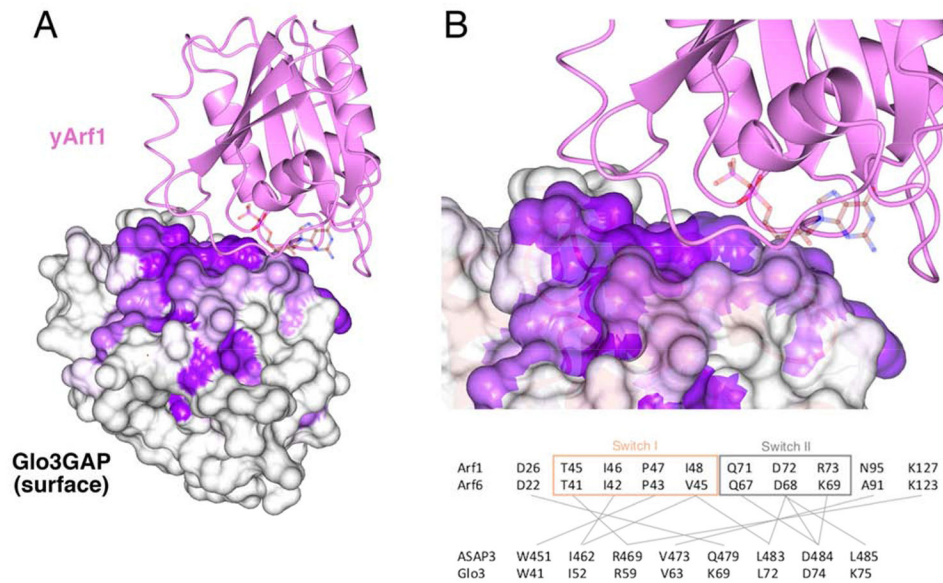 A
B
yArf1
Glo3GAP
(surface)
Switch I Switch II
Arf1 D26 T45 I46 P47 I48 Q71 D72 R73 N95 K127
Arf6 D22 T41 I42 P43 V45 Q67 D68 K69 A91 K123
ASAP3 W451 I462 R469 V473 Q479 L483 D484 L485
Glo3 W41 I52 R59 V63 K69 L72 D74 K75